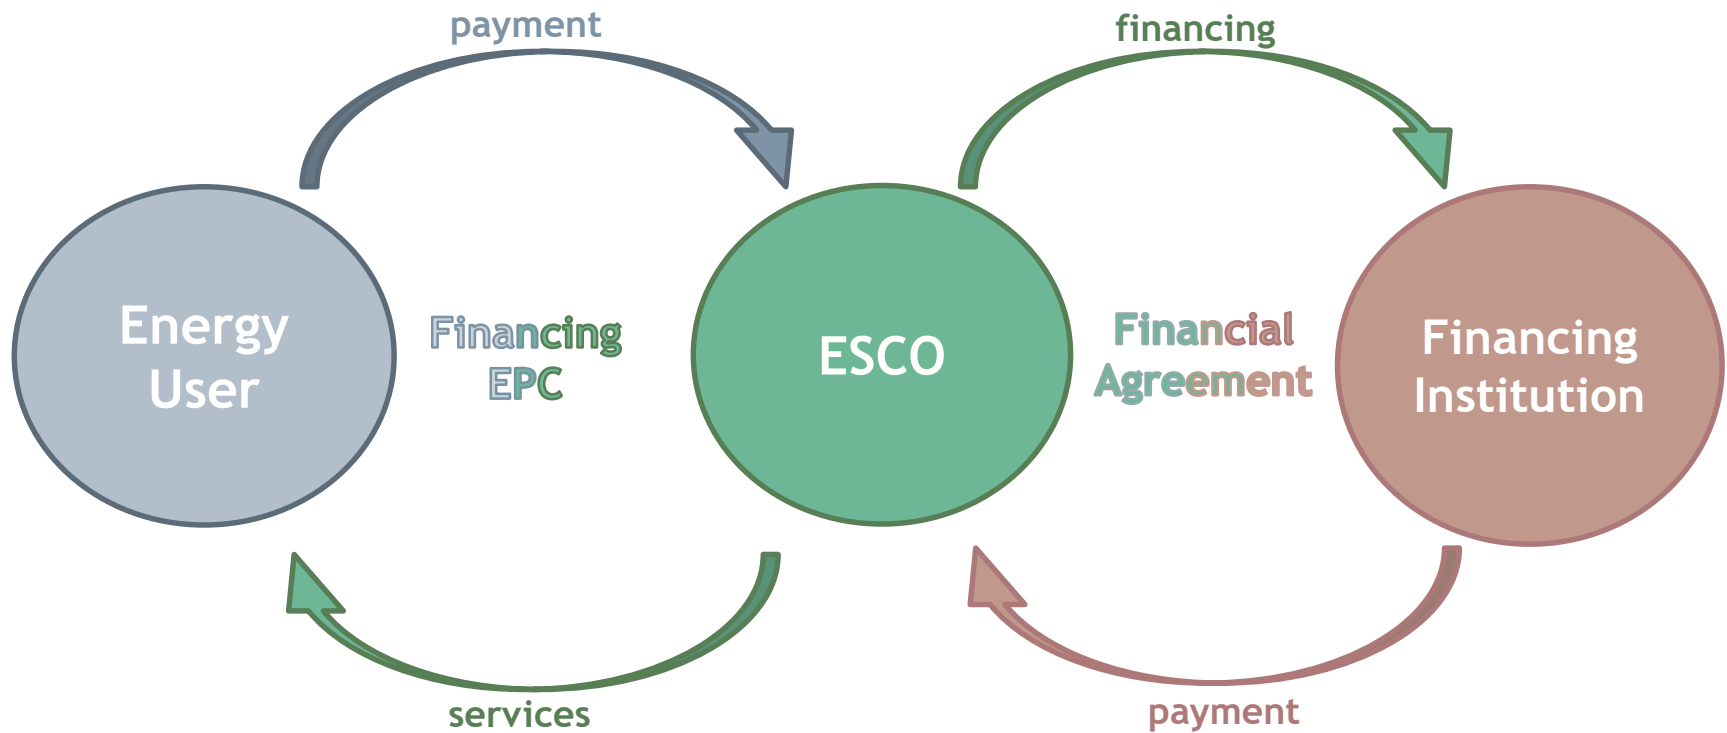 payment
financing
Energy
User
Financing
EPC
ESCO
Financial
Agreement
Financing
Institution
services
payment